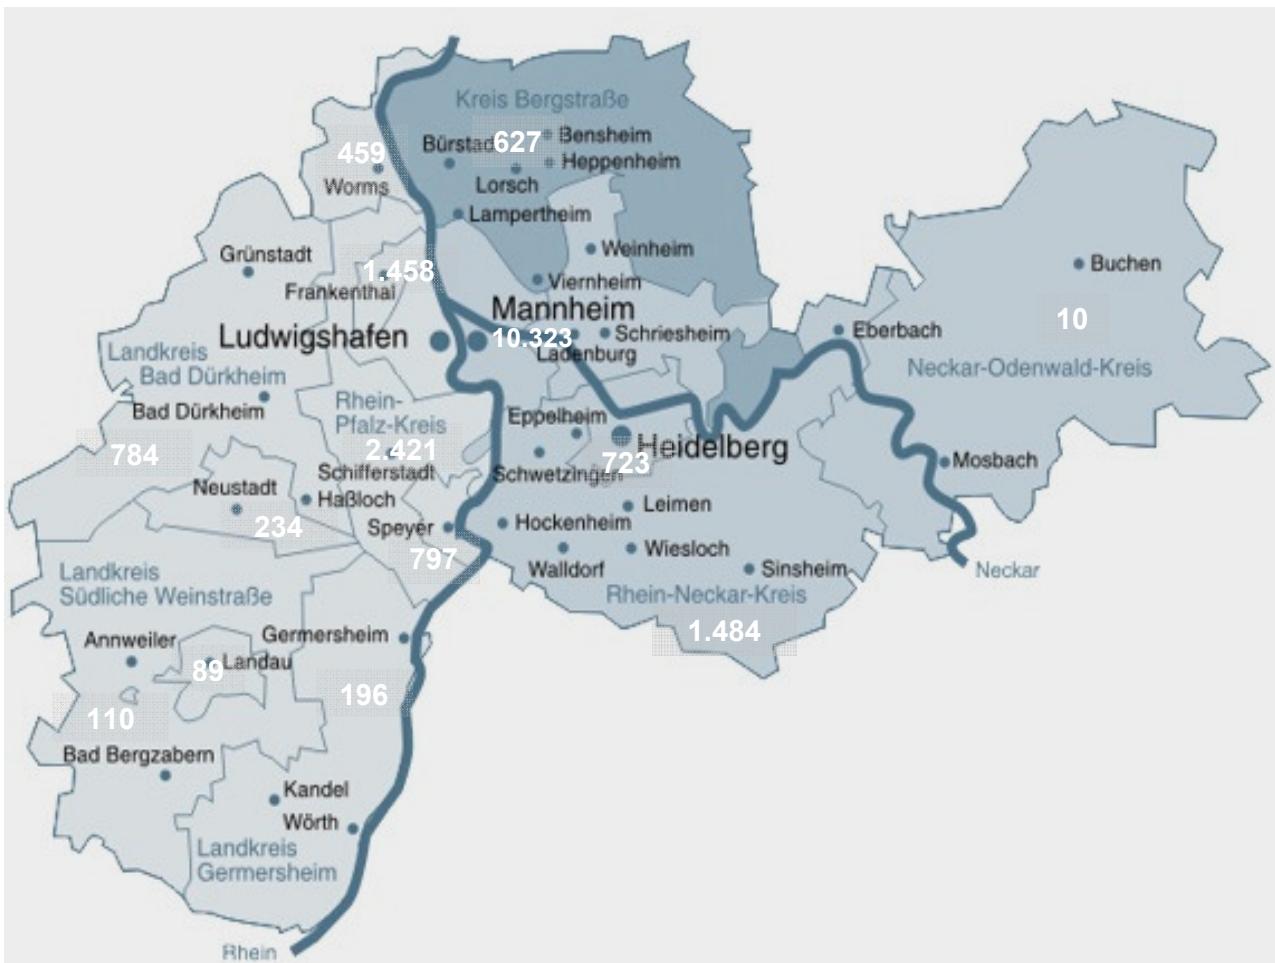 Kreis Bergstraße
Bürstadt
627
Bensheim
Heppenheim
459
Worms
Lorsch
Lampertheim
Grünstadt
Weinheim
1.458
Frankenthal
Viernheim
Buchen
Mannheim
10
Ludwigshafen
10.323
Schriesheim
Eberbach
Ladenburg
Landkreis
Bad Dürkheim
Neckar-Odenwald-Kreis
Bad Dürkheim
Rhein-
Pfalz-Kreis
Eppelheim
784
2.421
Heidelberg
723
Schifferstadt
Schwetzingen
Mosbach
Neustadt
Haßloch
Leimen
234
Speyer
Hockenheim
797
Walldorf
Wiesloch
Sinsheim
Neckar
Landkreis
Südliche Weinstraße
Rhein-Neckar-Kreis
1.484
Annweiler
Germersheim
89
Landau
110
196
Bad Bergzabern
Kandel
Wörth
Landkreis
Germersheim
Rhein